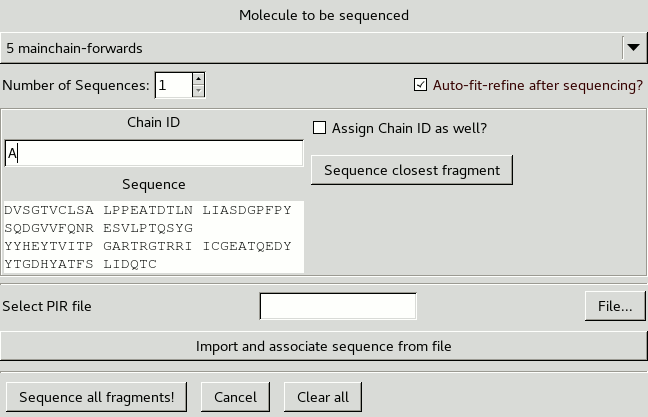 Molecule to be sequenced
5 mainchain-forwards
Number of Sequences: 1 Auto-fit-refine after sequencing?
Chain ID
Assign Chain ID as well?
A
Sequence closest fragment
Sequence
DVSGTVCLSA LPPEATDTLN LIASDGPFPY
SQDGVVFQNR ESVLPTQSYG
YYHEYTVITP GARTRGTRRI ICGEATQEDY
YTGDHYATFS LIDQTC
Select PIR file File...
Import and associate sequence from file
Sequence all fragments! Cancel Clear all